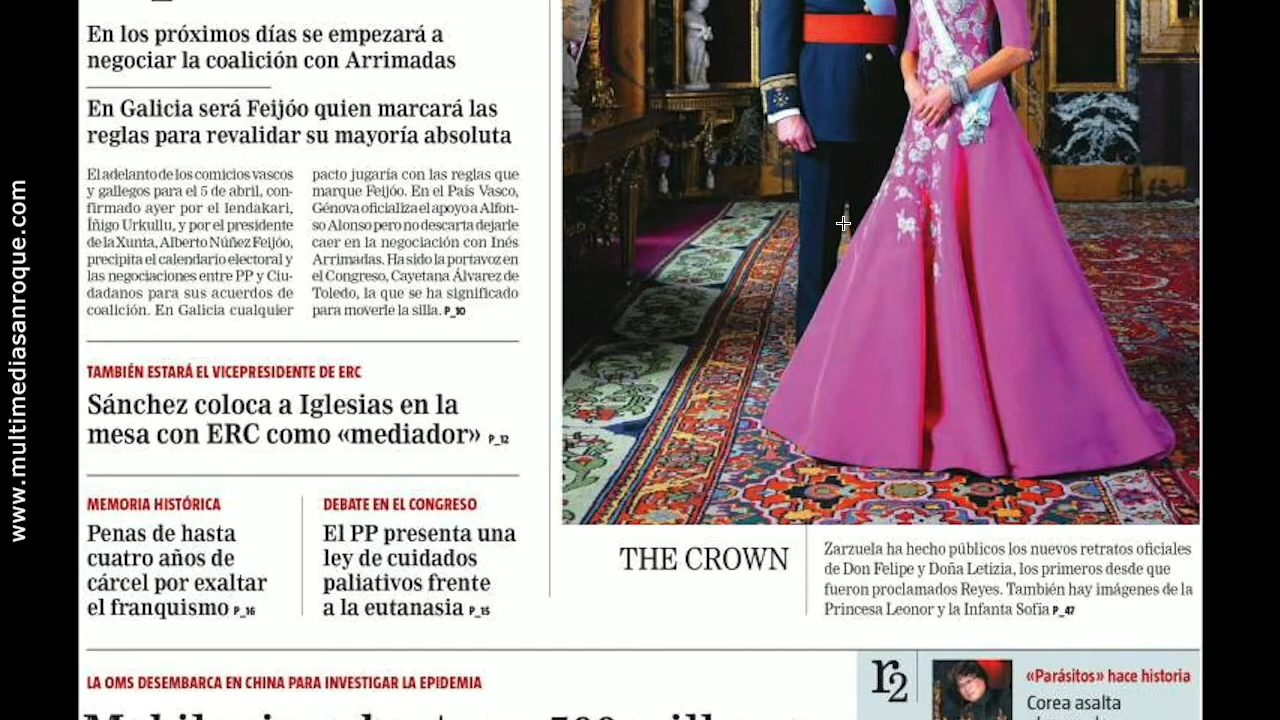 En los próximos días se empezará a
negociar la coalición con Arrimadas
En Galicia será Feijóo quien marcará las
reglas para revalidar su mayoría absoluta
El adelanto de los comicios vascos
y gallegos para el 5 de abril, con-
firmado ayer por el lendakari,
Íñigo Urkullu, y por el presidente
de la Xunta, Alberto Núñez Feijóo,
precipita el calendario electoral y
las negociaciones entre PP y Ciu-
dadanos para sus acuerdos de
coalición. En Galicia cualquier
pacto jugaría con las reglas que
marque Feijóo. En el País Vasco,
Génova oficializa el apoyo a Alfon-
so Alonso pero no descarta dejarle
caer en la negociación con Inés
Arrimadas. Ha sido la portavoz en
el Congreso, Cayetana Álvarez de
Toledo, la que se ha significado
para moverle la silla. P_10
TAMBIÉN ESTARÁ EL VICEPRESIDENTE DE ERC
Sánchez coloca a Iglesias en la
mesa con ERC como «mediador» P_12
MEMORIA HISTÓRICA
Penas de hasta
cuatro años de
cárcel por exaltar
el franquismo P_16
DEBATE EN EL CONGRESO
El PP presenta una
ley de cuidados
paliativos frente
a la eutanasia P_15
THE CROWN
Zarzuela ha hecho públicos los nuevos retratos oficiales
de Don Felipe y Doña Letizia, los primeros desde que
fueron proclamados Reyes. También hay imágenes de la
Princesa Leonor y la Infanta Sofía P_47
LA OMS DESEMBARCA EN CHINA PARA INVESTIGAR LA EPIDEMIA
r2
«Parásitos» hace historia
Corea asalta
www.multimediasanroque.com